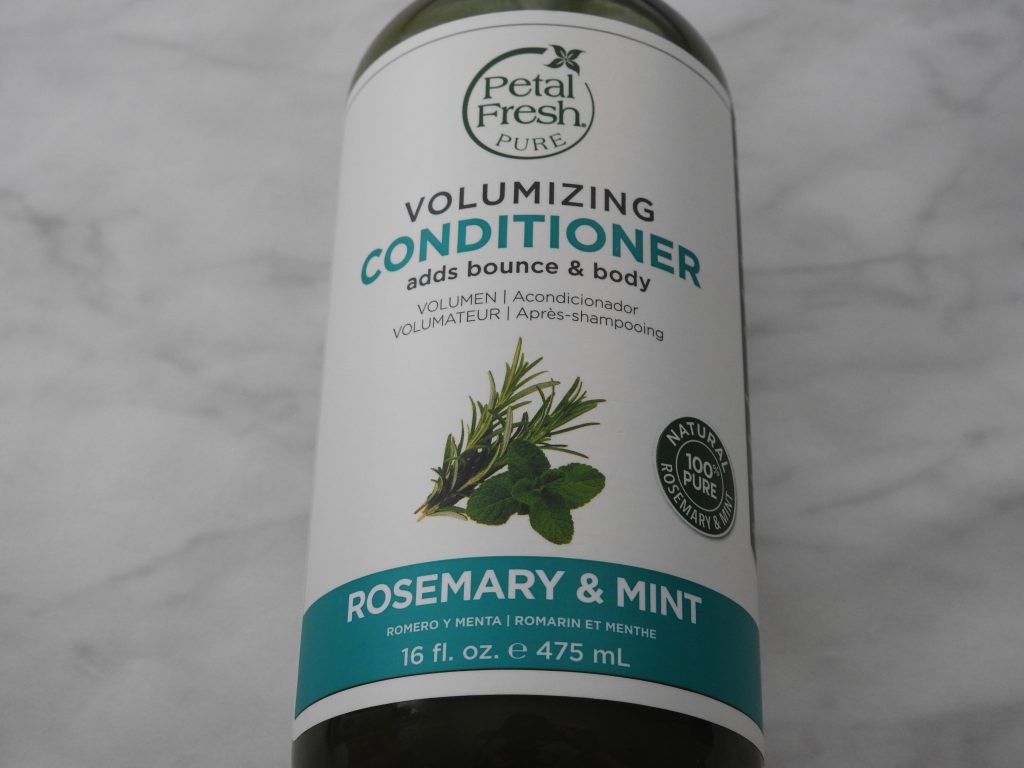 Petal
Fresh®
PURE
VOLUMIZING
CONDITIONER
adds bounce & body
VOLUMEN | Acondicionador
VOLUMATEUR | Après-shampooing
NATURAL
100%
PURE
ROSEMARY & MINT
ROSEMARY & MINT
ROMERO Y MENTA | ROMARIN ET MENTHE
16 fl. oz. ℮ 475 mL